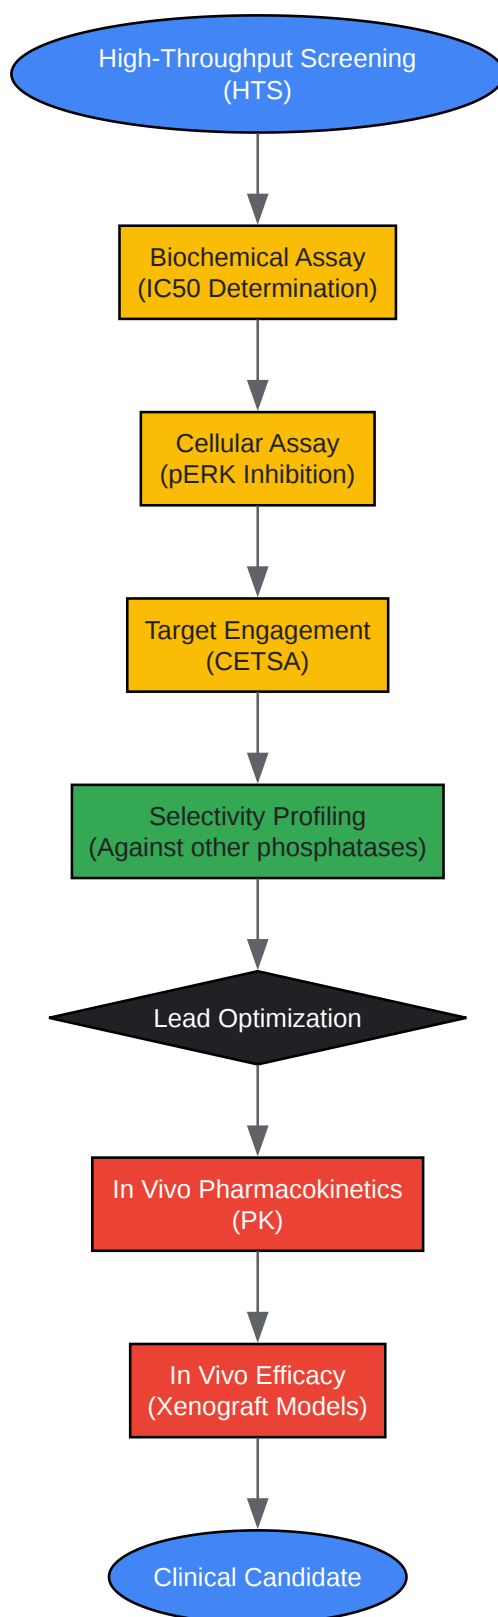 High-Throughput Screening
(HTS)
Biochemical Assay
(IC50 Determination)
Cellular Assay
(pERK Inhibition)
Target Engagement
(CETSA)
Selectivity Profiling
(Against other phosphatases)
Lead Optimization
In Vivo Pharmacokinetics
(PK)
In Vivo Efficacy
(Xenograft Models)
Clinical Candidate